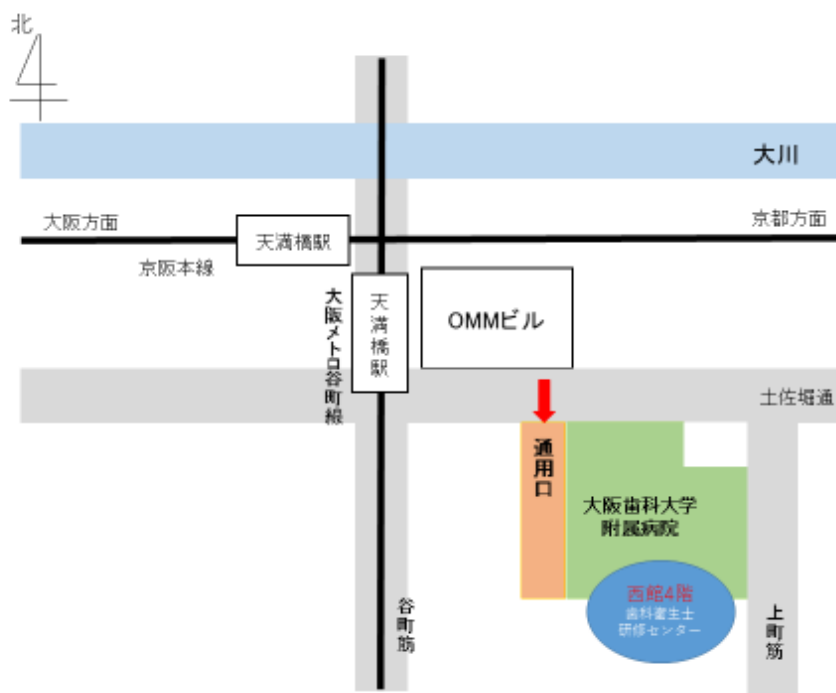 北
大川
大阪方面
京都方面
天満橋駅
京阪本線
大阪メトロ谷町線
天満橋駅
OMMビル
土佐堀通
通用口
大阪歯科大学
附属病院
西館4階
歯科衛生士
研修センター
谷町筋
上町筋